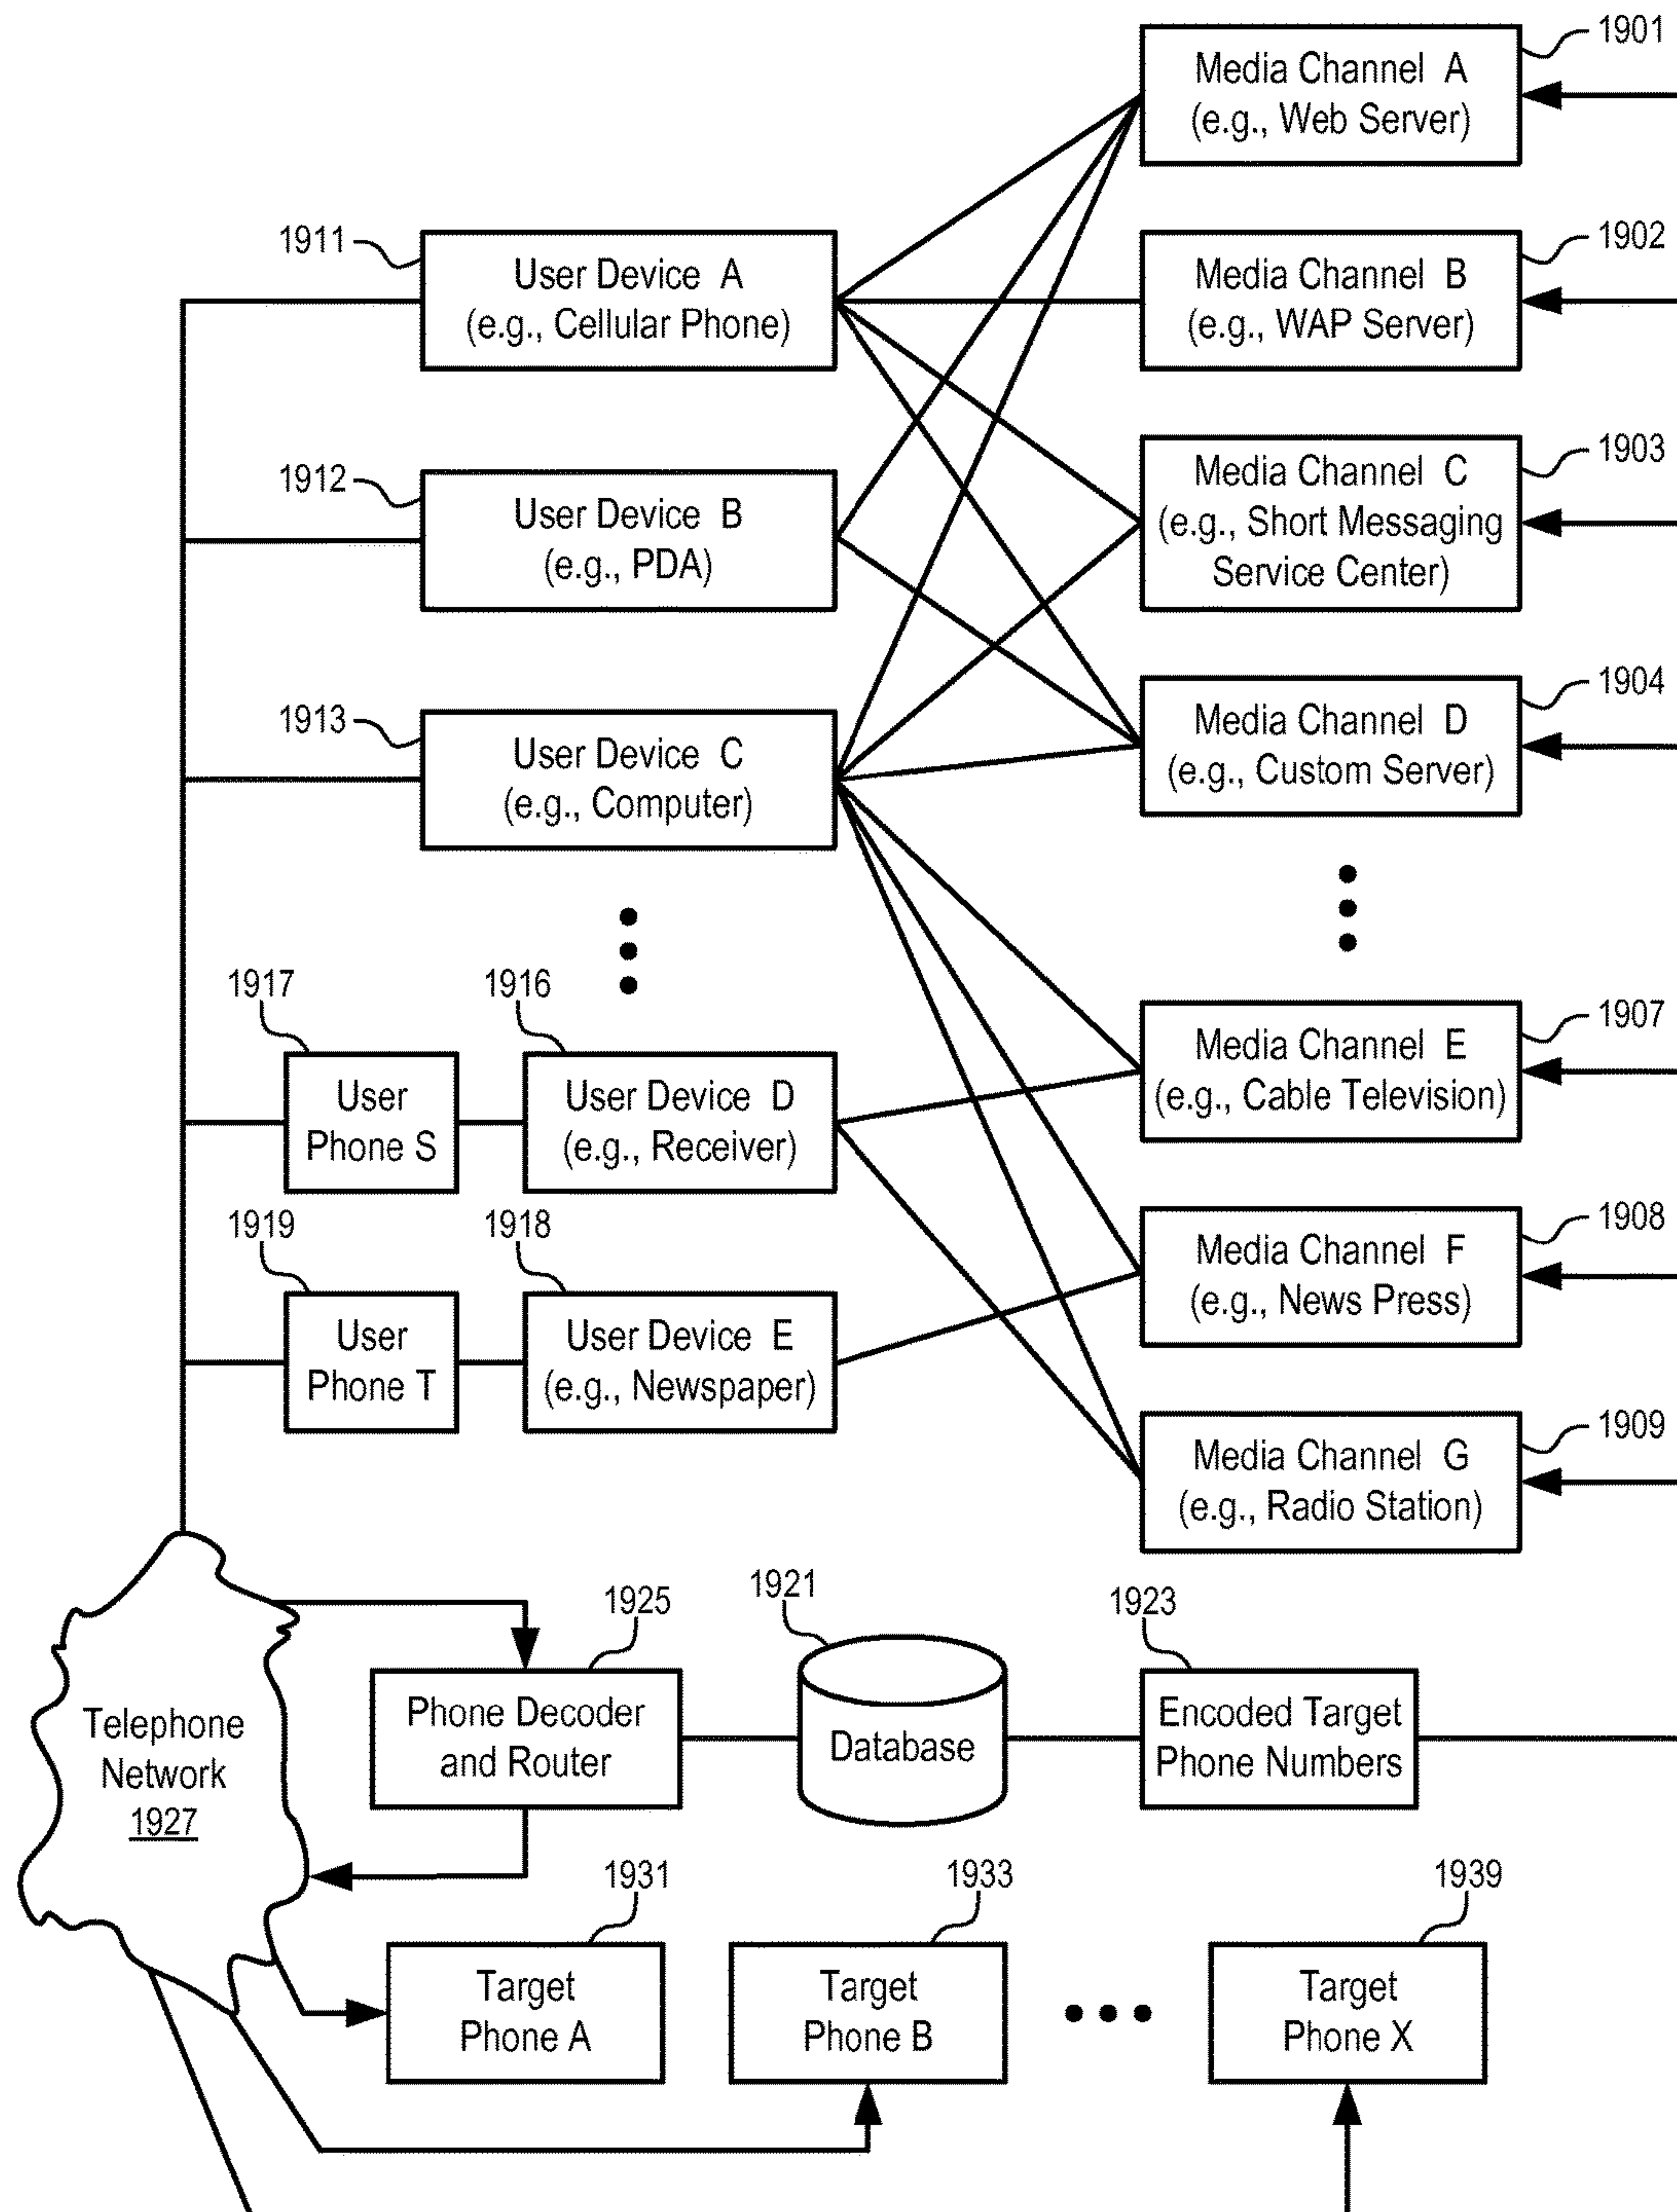 1901
Media Channel A
(e.g., Web Server)
1911
User Device A
(e.g., Cellular Phone)
1902
Media Channel B
(e.g., WAP Server)
1912
User Device B
(e.g., PDA)
1903
Media Channel C
(e.g., Short Messaging
Service Center)
1913
User Device C
(e.g., Computer)
1904
Media Channel D
(e.g., Custom Server)
1917
User
Phone S
1916
User Device D
(e.g., Receiver)
1907
Media Channel E
(e.g., Cable Television)
1919
User
Phone T
1918
User Device E
(e.g., Newspaper)
1908
Media Channel F
(e.g., News Press)
1909
Media Channel G
(e.g., Radio Station)
Telephone
Network
1927
1925
Phone Decoder
and Router
1921
Database
1923
Encoded Target
Phone Numbers
1931
Target
Phone A
1933
Target
Phone B
1939
Target
Phone X